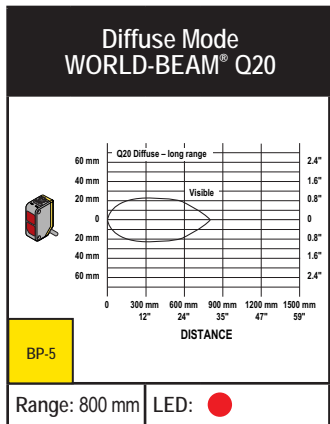 Diffuse Mode
WORLD-BEAM® Q20
Q20 Diffuse – long range
Visible
60 mm 2.4"
40 mm 1.6"
20 mm 0.8"
0 0
20 mm 0.8"
40 mm 1.6"
60 mm 2.4"
0 300 mm 600 mm 900 mm 1200 mm 1500 mm
12" 24" 35" 47" 59"
DISTANCE
BP-5
Range: 800 mm LED: